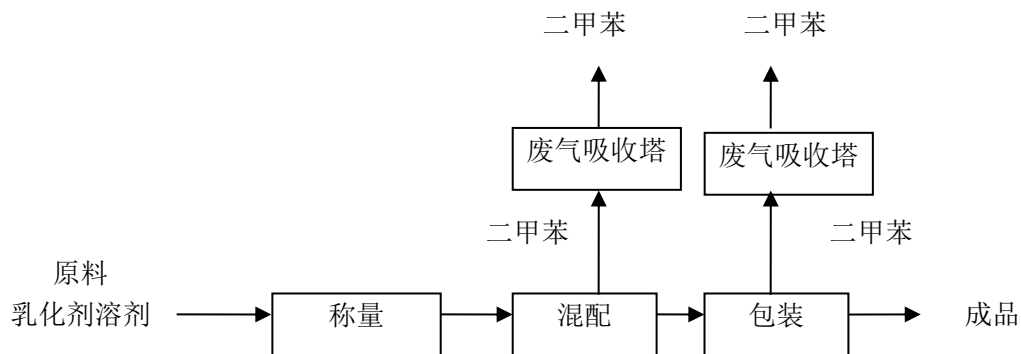 二甲苯
二甲苯
废气吸收塔
废气吸收塔
二甲苯
二甲苯
原料
乳化剂溶剂
称量
混配
包装
成品